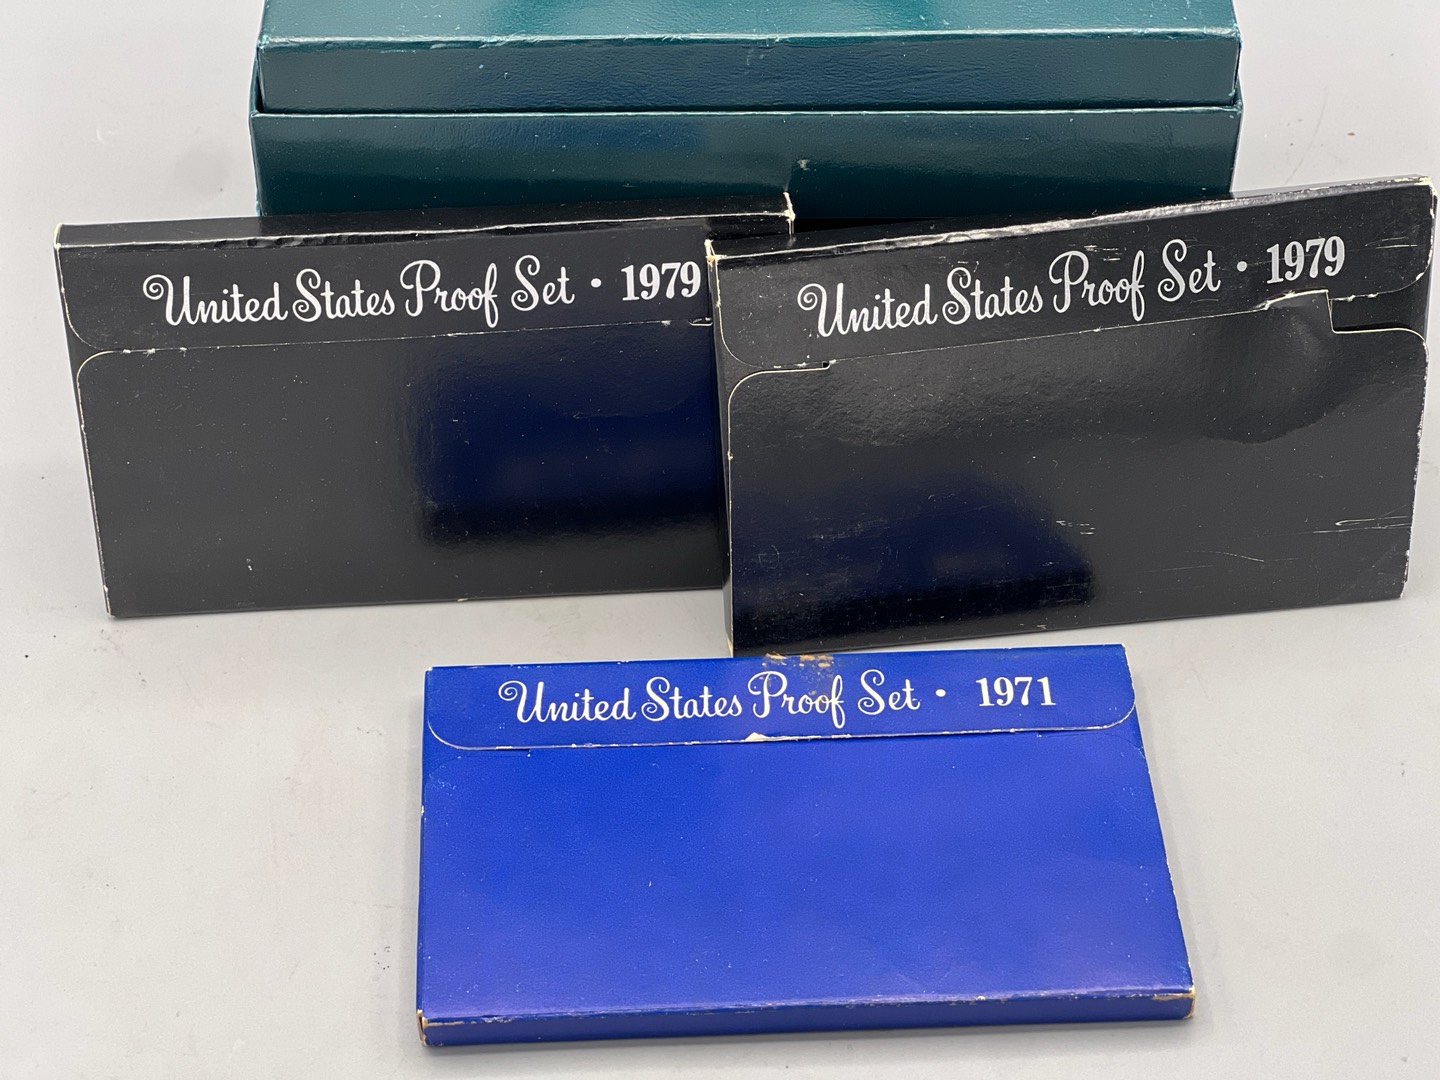 United States Proof Set • 1979
United States Proof Set • 1979
United States Proof Set • 1971